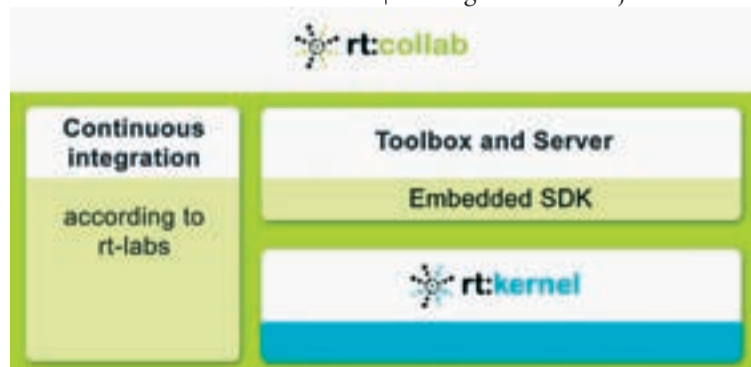 rt:collab
Continuous
integration
according to
rt-labs
Toolbox and Server
Embedded SDK
rt:kernel